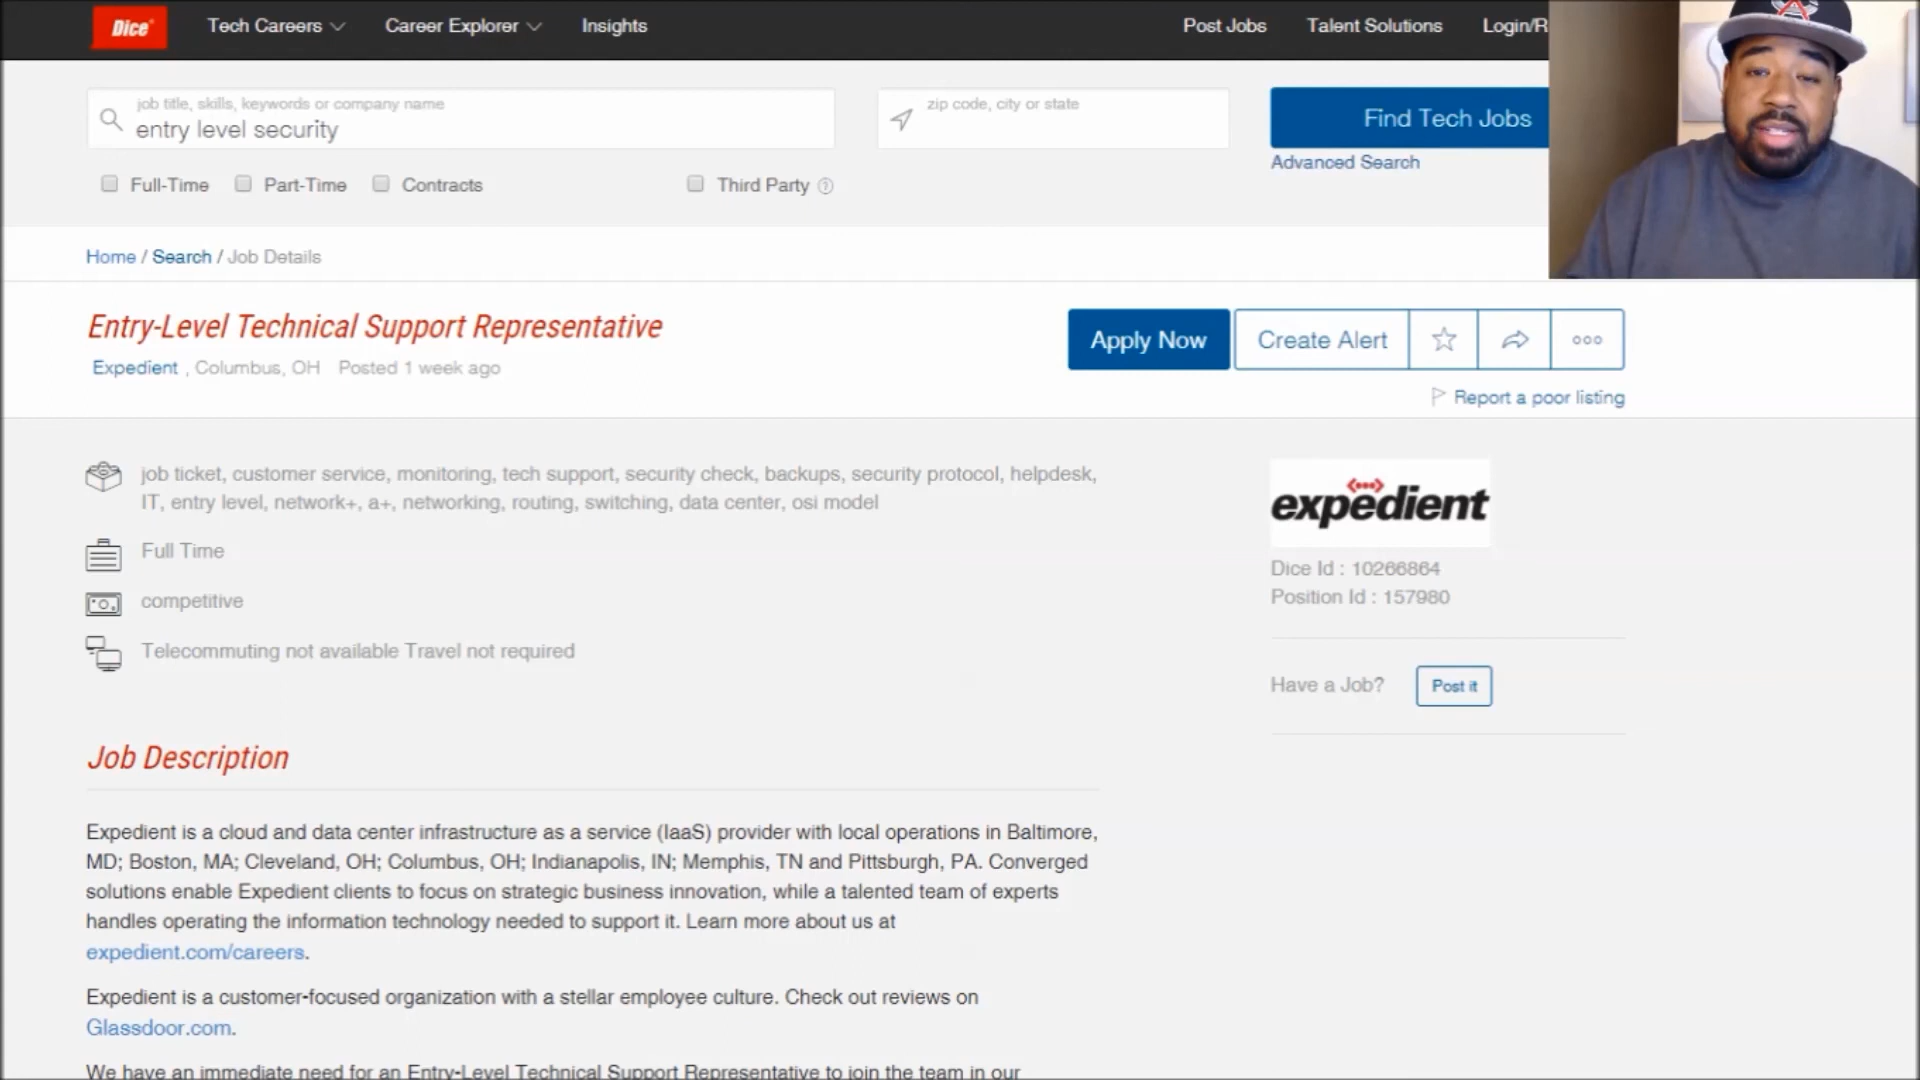 Dice
Tech Careers
Career Explorer
Insights
Post Jobs
Talent Solutions
Login/R
job title, skills, keywords or company name
entry level security
zip code, city or state
Find Tech Jobs
Advanced Search
Full-Time
Part-Time
Contracts
Third Party ?
Home / Search / Job Details
Entry-Level Technical Support Representative
Expedient , Columbus, OH Posted 1 week ago
Apply Now
Create Alert
Report a poor listing
job ticket, customer service, monitoring, tech support, security check, backups, security protocol, helpdesk,
IT, entry level, network+, a+, networking, routing, switching, data center, osi model
Full Time
competitive
Telecommuting not available Travel not required
expedient
Dice Id : 10266864
Position Id : 157980
Have a Job?
Post it
Job Description
Expedient is a cloud and data center infrastructure as a service (IaaS) provider with local operations in Baltimore,
MD; Boston, MA; Cleveland, OH; Columbus, OH; Indianapolis, IN; Memphis, TN and Pittsburgh, PA. Converged
solutions enable Expedient clients to focus on strategic business innovation, while a talented team of experts
handles operating the information technology needed to support it. Learn more about us at
expedient.com/careers.
Expedient is a customer-focused organization with a stellar employee culture. Check out reviews on
Glassdoor.com.
We have an immediate need for an Entry-Level Technical Support Representative to join the team in our